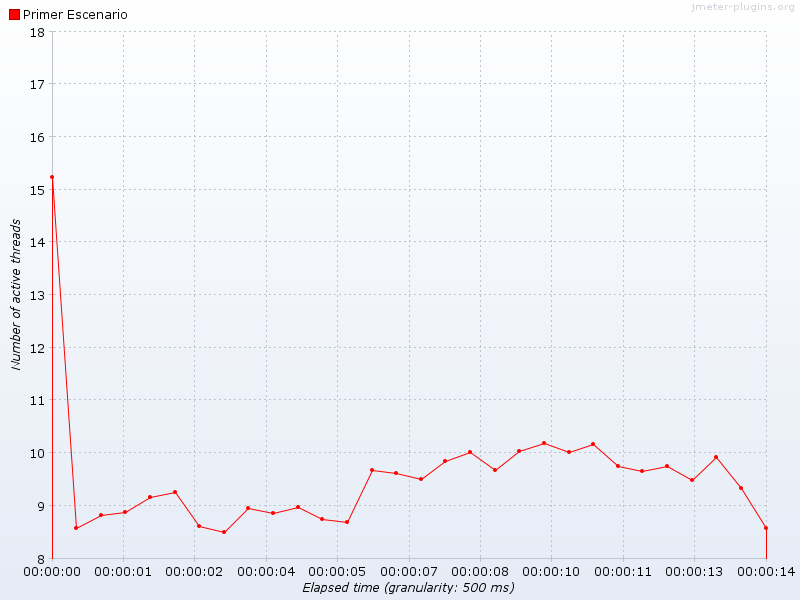 jmeter-plugins.org
Primer Escenario
18
17
16
15
14
13
12
11
10
9
8
Number of active threads
00:00:00 00:00:01 00:00:02 00:00:04 00:00:05 00:00:07 00:00:08 00:00:10 00:00:11 00:00:13 00:00:14
Elapsed time (granularity: 500 ms)